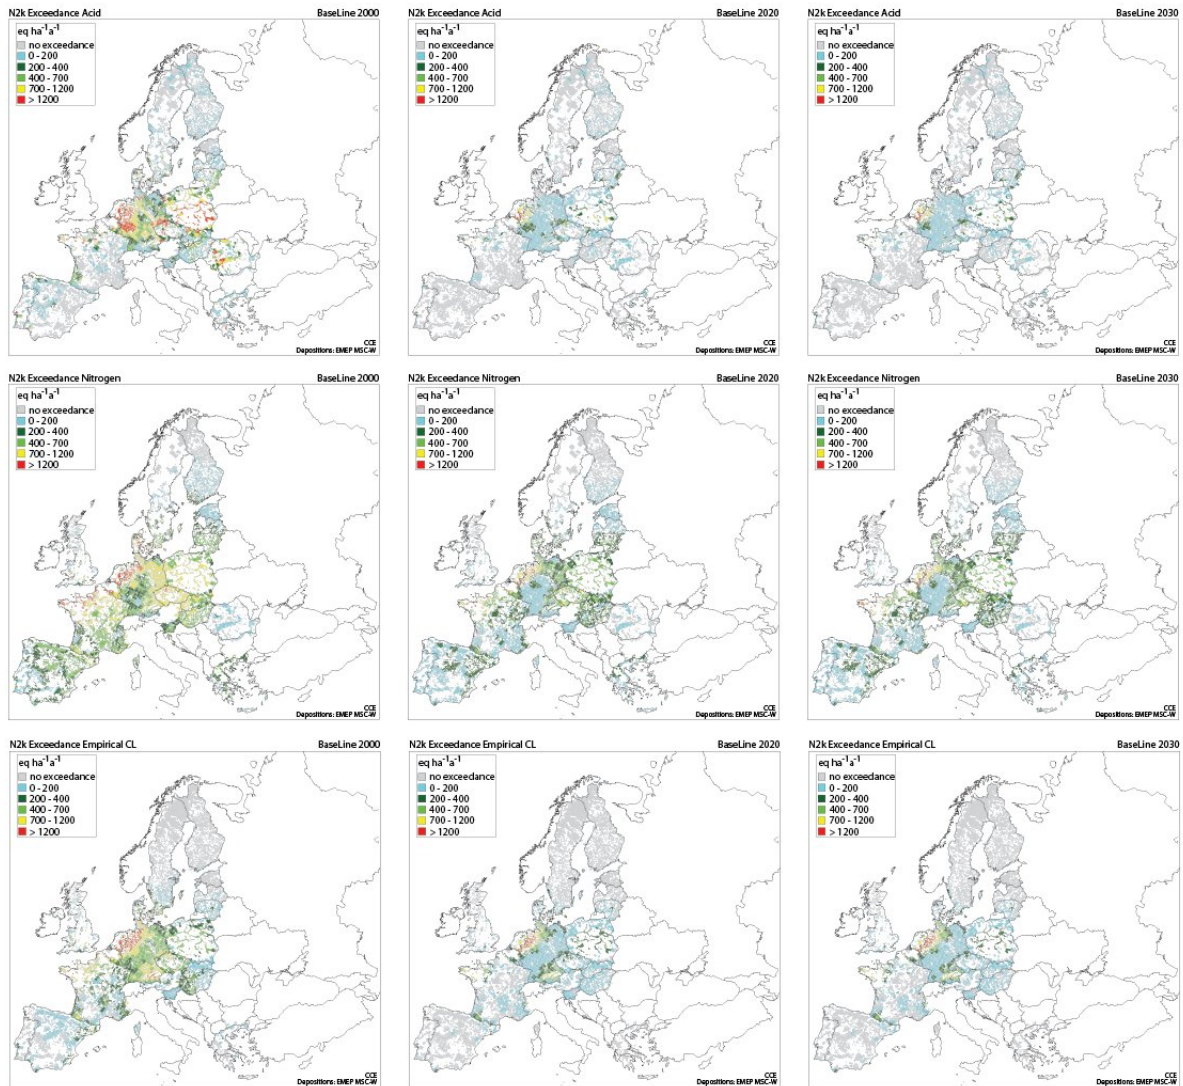 N2k Exceedance Acid BaseLine 2000
eq ha⁻¹a⁻¹
no exceedance
0 - 200
200 - 400
400 - 700
700 - 1200
> 1200
CCE
Depositions: EMEP MSC-W
N2k Exceedance Acid BaseLine 2020
eq ha⁻¹a⁻¹
no exceedance
0 - 200
200 - 400
400 - 700
700 - 1200
> 1200
CCE
Depositions: EMEP MSC-W
N2k Exceedance Acid BaseLine 2030
eq ha⁻¹a⁻¹
no exceedance
0 - 200
200 - 400
400 - 700
700 - 1200
> 1200
CCE
Depositions: EMEP MSC-W
N2k Exceedance Nitrogen BaseLine 2000
eq ha⁻¹a⁻¹
no exceedance
0 - 200
200 - 400
400 - 700
700 - 1200
> 1200
CCE
Depositions: EMEP MSC-W
N2k Exceedance Nitrogen BaseLine 2020
eq ha⁻¹a⁻¹
no exceedance
0 - 200
200 - 400
400 - 700
700 - 1200
> 1200
CCE
Depositions: EMEP MSC-W
N2k Exceedance Nitrogen BaseLine 2030
eq ha⁻¹a⁻¹
no exceedance
0 - 200
200 - 400
400 - 700
700 - 1200
> 1200
CCE
Depositions: EMEP MSC-W
N2k Exceedance Empirical CL BaseLine 2000
eq ha⁻¹a⁻¹
no exceedance
0 - 200
200 - 400
400 - 700
700 - 1200
> 1200
CCE
Depositions: EMEP MSC-W
N2k Exceedance Empirical CL BaseLine 2020
eq ha⁻¹a⁻¹
no exceedance
0 - 200
200 - 400
400 - 700
700 - 1200
> 1200
CCE
Depositions: EMEP MSC-W
N2k Exceedance Empirical CL BaseLine 2030
eq ha⁻¹a⁻¹
no exceedance
0 - 200
200 - 400
400 - 700
700 - 1200
> 1200
CCE
Depositions: EMEP MSC-W